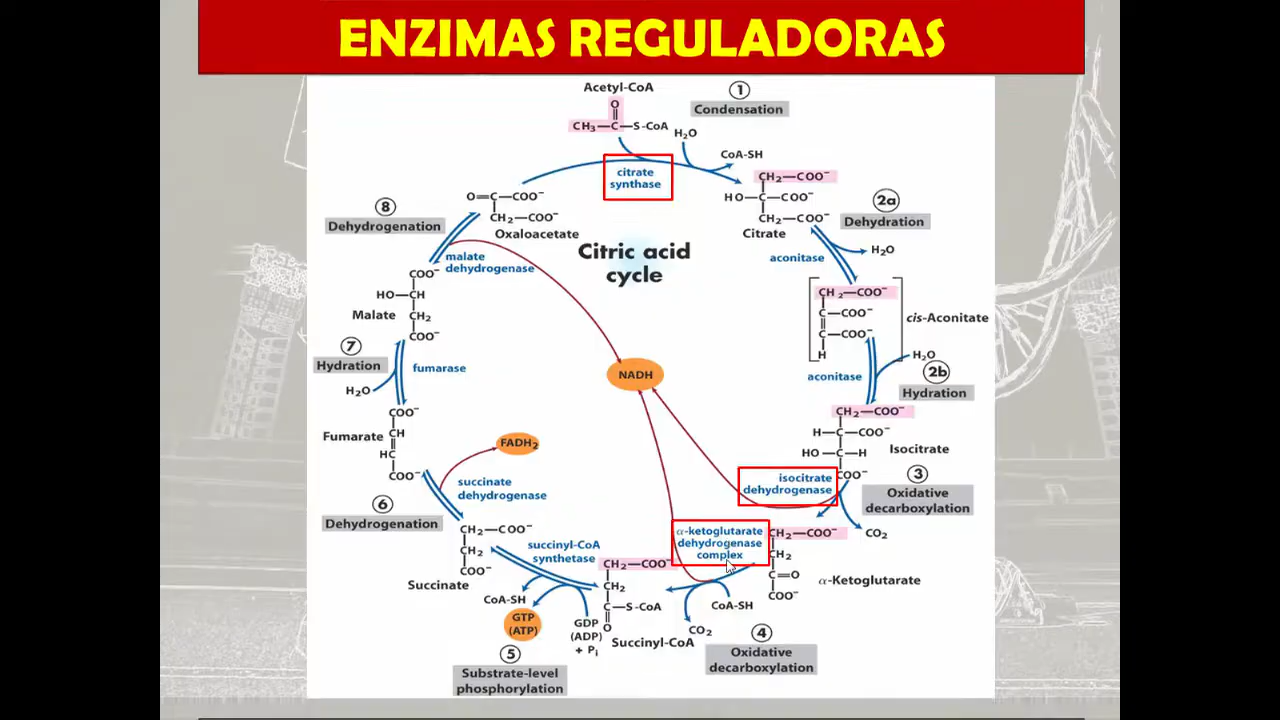 ENZIMAS REGULADORAS
Acetyl-CoA
O
CH₃—C—S-CoA
1
Condensation
H₂O
CoA-SH
citrate
synthase
CH₂—COO⁻
HO—C—COO⁻
CH₂—COO⁻
Citrate
2a
Dehydration
H₂O
aconitase
CH₂—COO⁻
C—COO⁻
C—COO⁻
H
cis-Aconitate
H₂O
aconitase
2b
Hydration
CH₂—COO⁻
H—C—COO⁻
HO—C—H
COO⁻
Isocitrate
isocitrate
dehydrogenase
3
Oxidative
decarboxylation
CO₂
CH₂—COO⁻
CH₂
C=O
COO⁻
α-Ketoglutarate
α-ketoglutarate
dehydrogenase
complex
CoA-SH
CO₂
4
Oxidative
decarboxylation
CH₂—COO⁻
CH₂
C—S-CoA
O
Succinyl-CoA
succinyl-CoA
synthetase
CoA-SH
GTP
(ATP)
GDP
(ADP)
+ Pᵢ
5
Substrate-level
phosphorylation
CH₂—COO⁻
CH₂
COO⁻
Succinate
succinate
dehydrogenase
FADH₂
6
Dehydrogenation
COO⁻
CH
HC
COO⁻
Fumarate
fumarase
H₂O
7
Hydration
COO⁻
HO—CH
CH₂
COO⁻
Malate
malate
dehydrogenase
8
Dehydrogenation
O=C—COO⁻
CH₂—COO⁻
Oxaloacetate
Citric acid
cycle
NADH